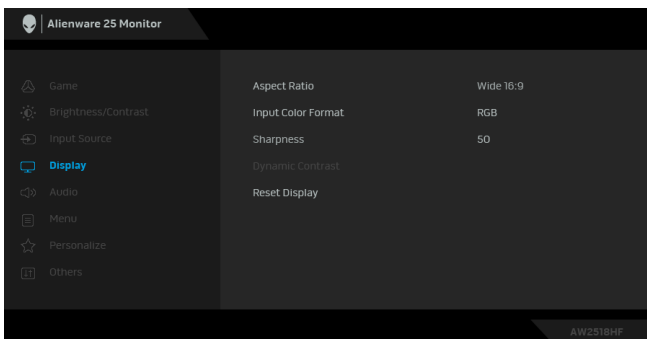 Alienware 25 Monitor
Game
Aspect Ratio Wide 16:9
Brightness/Contrast
Input Color Format RGB
Input Source
Sharpness 50
Display
Dynamic Contrast
Audio
Reset Display
Menu
Personalize
Others
AW2518HF